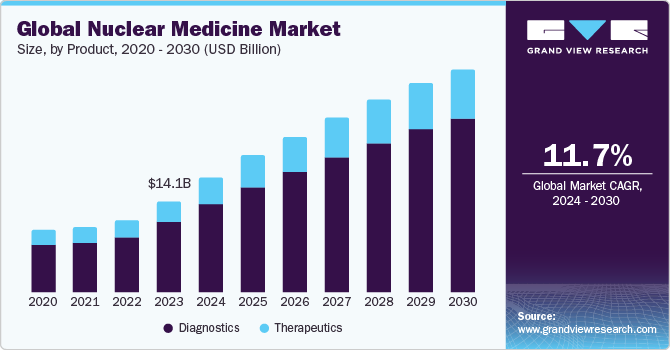 Global Nuclear Medicine Market
Size, by Product, 2020 - 2030 (USD Billion)
$14.1B
2020 2021 2022 2023 2024 2025 2026 2027 2028 2029 2030
Diagnostics Therapeutics
GRAND VIEW RESEARCH
11.7%
Global Market CAGR,
2024 - 2030
Source:
www.grandviewresearch.com